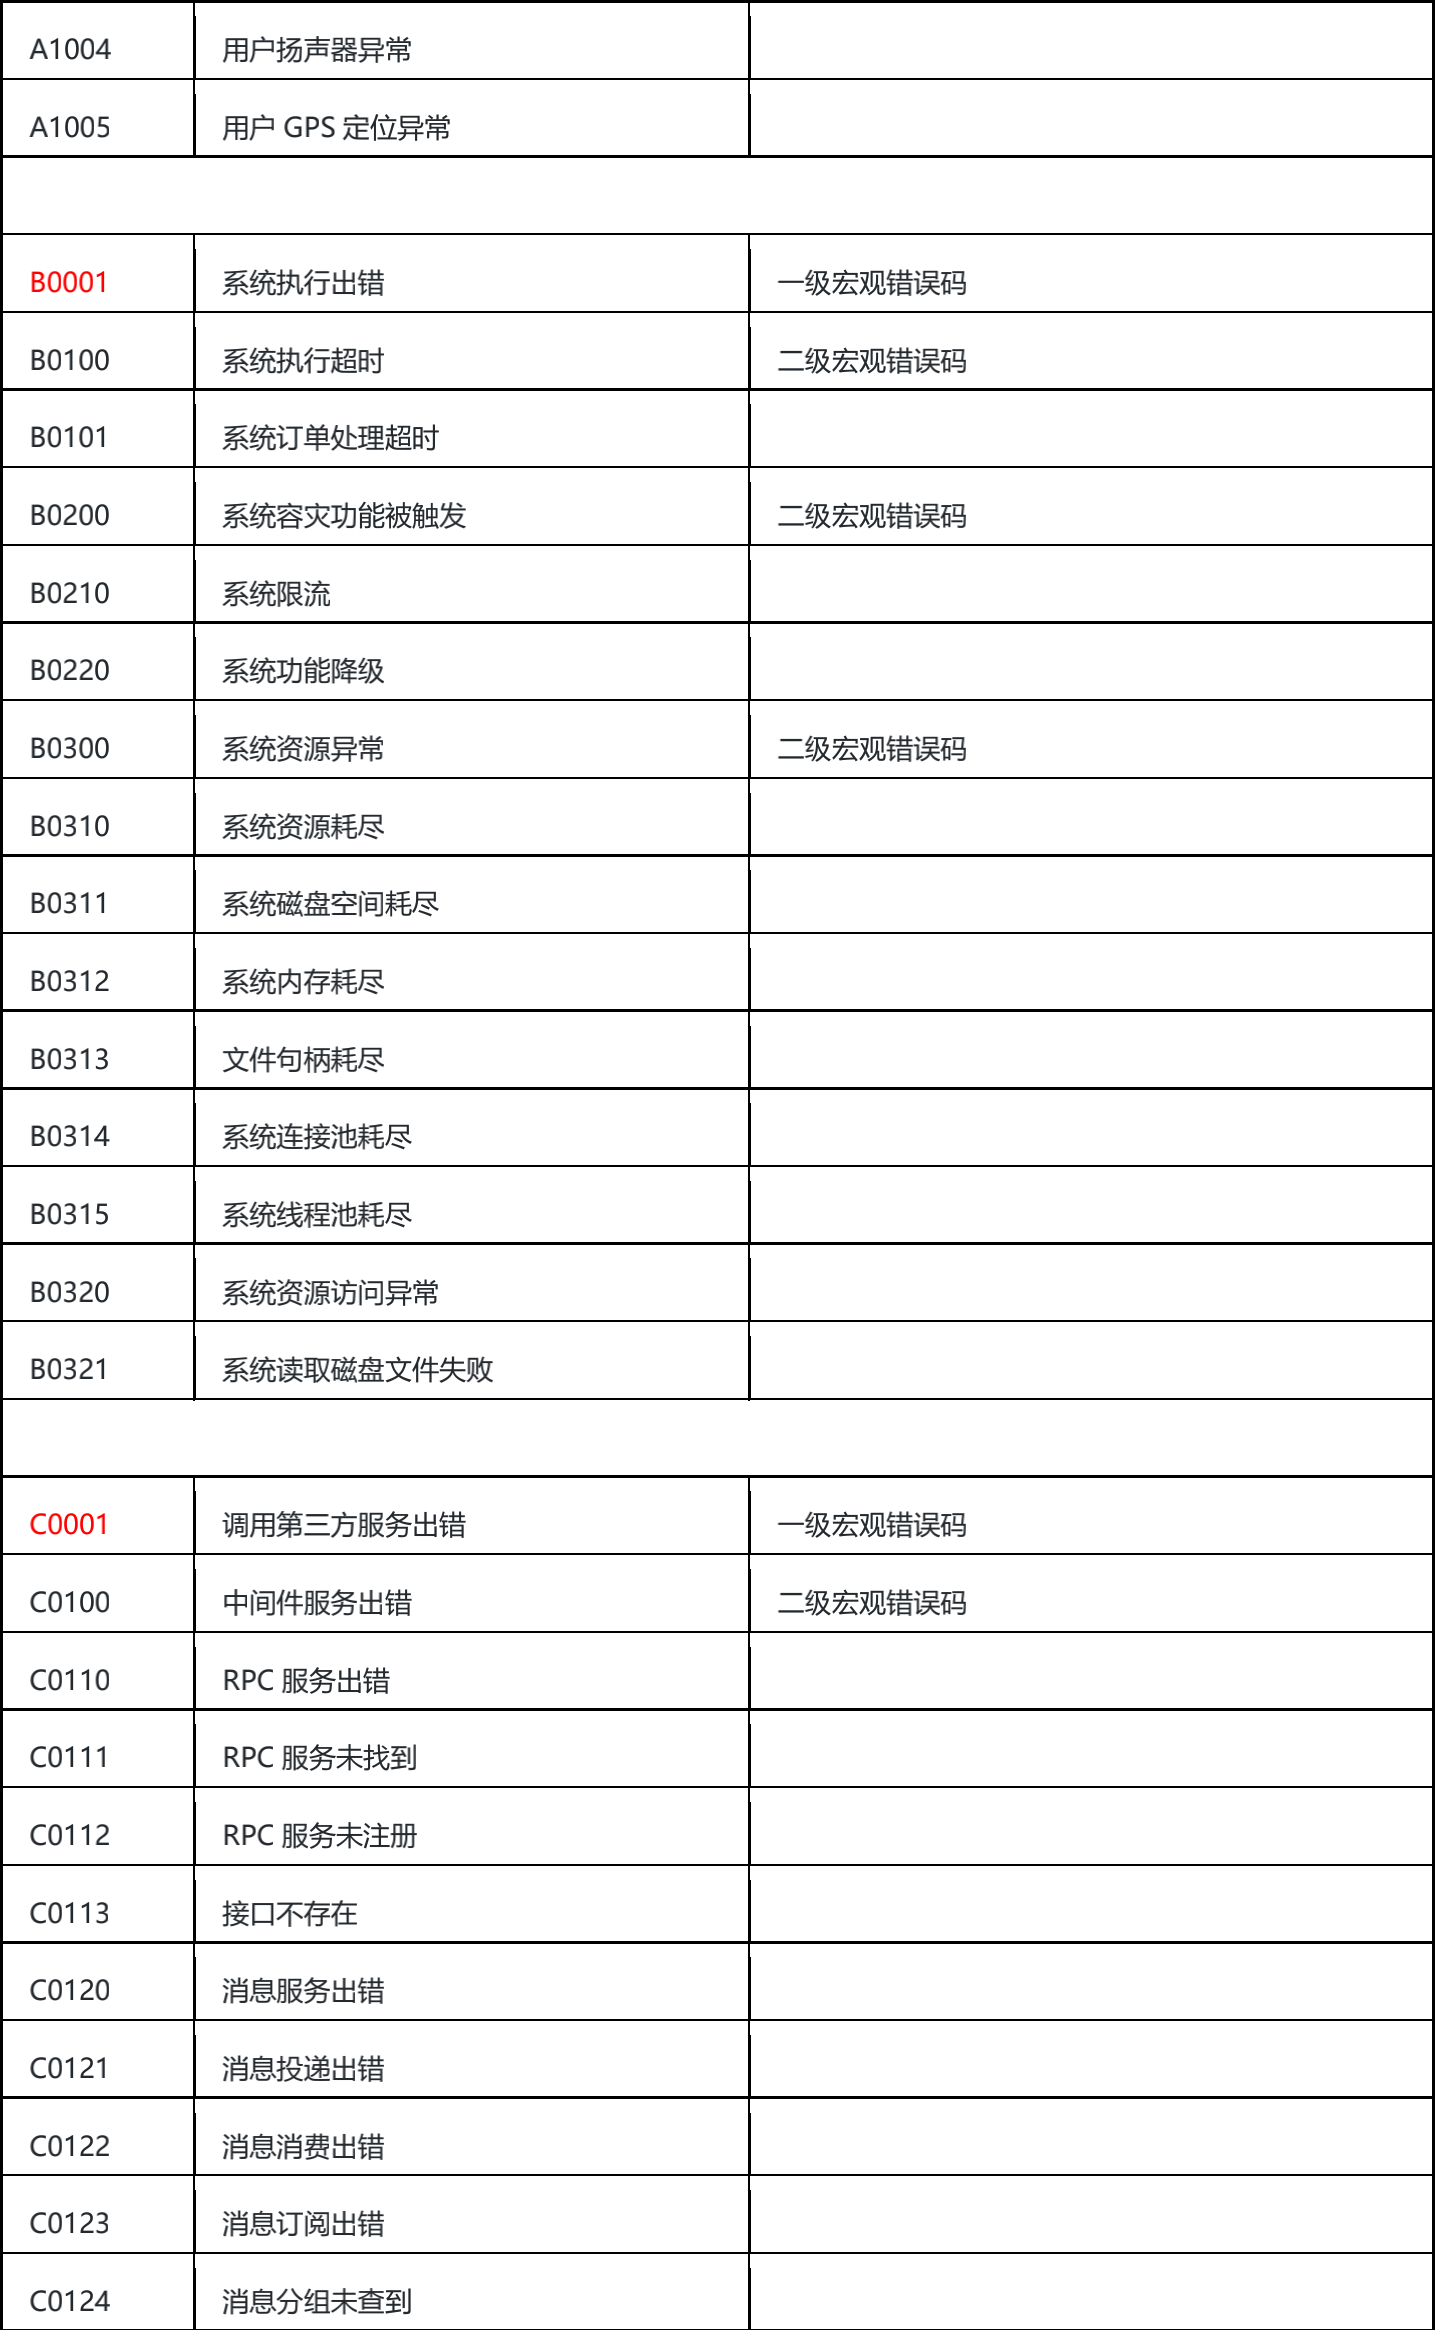 A1004 用户扬声器异常
A1005 用户 GPS 定位异常
B0001 系统执行出错 一级宏观错误码
B0100 系统执行超时 二级宏观错误码
B0101 系统订单处理超时
B0200 系统容灾功能被触发 二级宏观错误码
B0210 系统限流
B0220 系统功能降级
B0300 系统资源异常 二级宏观错误码
B0310 系统资源耗尽
B0311 系统磁盘空间耗尽
B0312 系统内存耗尽
B0313 文件句柄耗尽
B0314 系统连接池耗尽
B0315 系统线程池耗尽
B0320 系统资源访问异常
B0321 系统读取磁盘文件失败
C0001 调用第三方服务出错 一级宏观错误码
C0100 中间件服务出错 二级宏观错误码
C0110 RPC 服务出错
C0111 RPC 服务未找到
C0112 RPC 服务未注册
C0113 接口不存在
C0120 消息服务出错
C0121 消息投递出错
C0122 消息消费出错
C0123 消息订阅出错
C0124 消息分组未查到